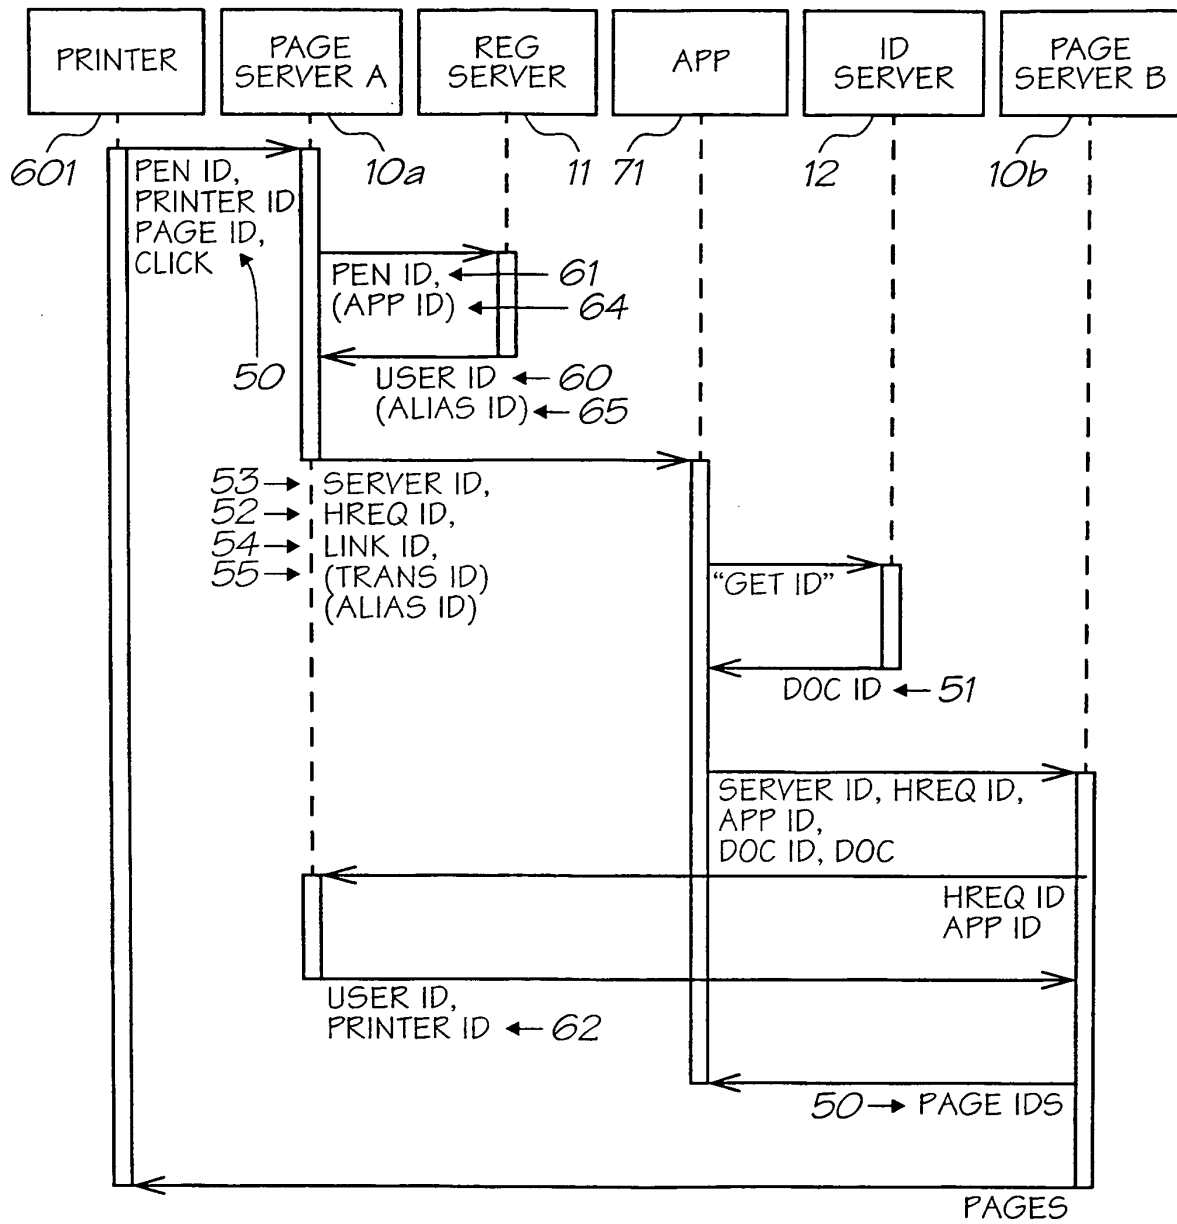 PRINTER
PAGE
SERVER A
REG
SERVER
APP
ID
SERVER
PAGE
SERVER B
601
10a
11
71
12
10b
PEN ID,
PRINTER ID
PAGE ID,
CLICK
50
PEN ID, 61
(APP ID) 64
USER ID 60
(ALIAS ID) 65
53 SERVER ID,
52 HREQ ID,
54 LINK ID,
55 (TRANS ID)
(ALIAS ID)
“GET ID”
DOC ID 51
SERVER ID, HREQ ID,
APP ID,
DOC ID, DOC
HREQ ID
APP ID
USER ID,
PRINTER ID 62
50 PAGE IDS
PAGES